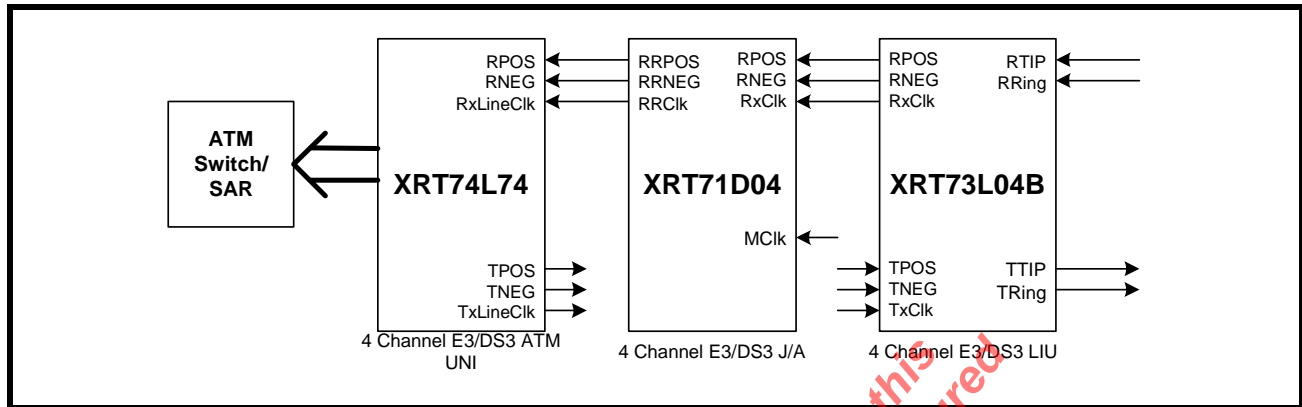 ATM
Switch/
SAR
RPOS
RNEG
RxLineClk
XRT74L74
TPOS
TNEG
TxLineClk
4 Channel E3/DS3 ATM
UNI
RRPOS
RRNEG
RRClk
RPOS
RNEG
RxClk
XRT71D04
MClk
4 Channel E3/DS3 J/A
RPOS
RNEG
RxClk
RTIP
RRing
XRT73L04B
TPOS
TNEG
TxClk
TTIP
TRing
4 Channel E3/DS3 LIU
this